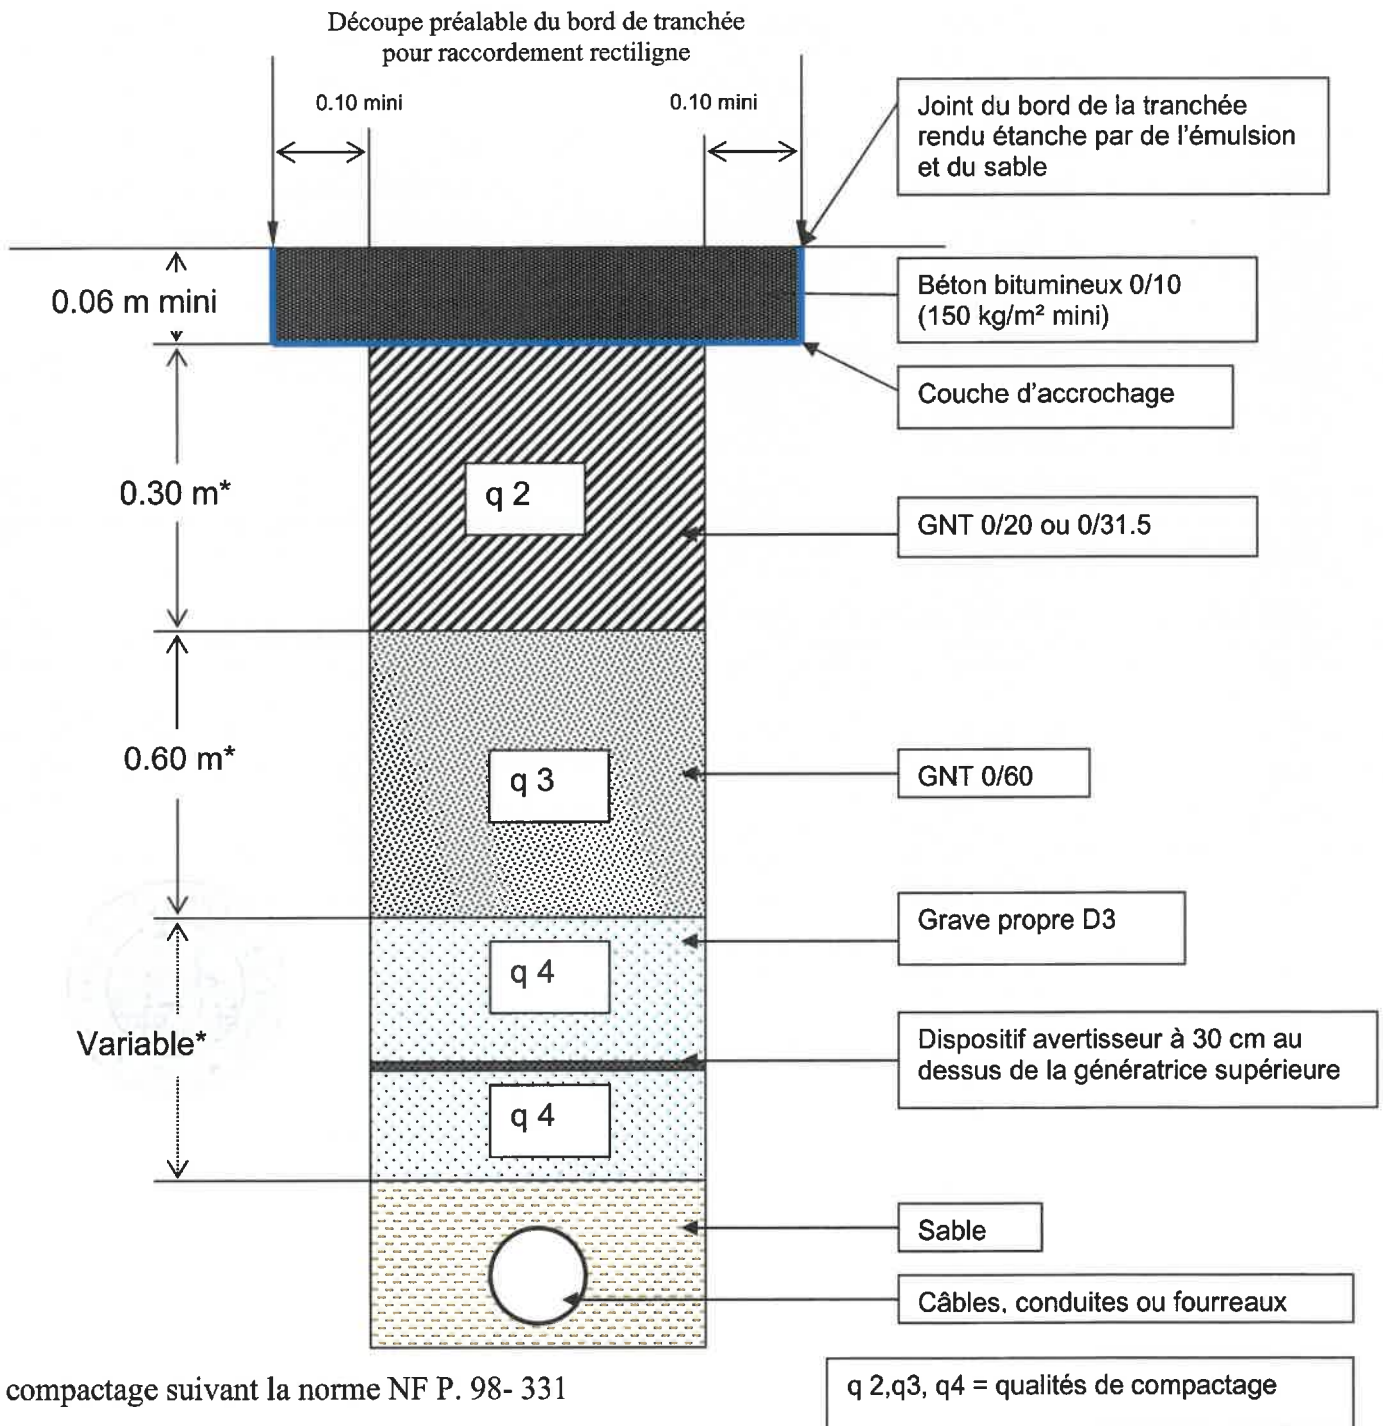 Découpe préalable du bord de tranchée
pour raccordement rectiligne
0.10 mini
0.10 mini
Joint du bord de la tranchée
rendu étanche par de l'émulsion
et du sable
0.06 m mini
Béton bitumineux 0/10
(150 kg/m² mini)
Couche d'accrochage
0.30 m*
q 2
GNT 0/20 ou 0/31.5
0.60 m*
q 3
GNT 0/60
Grave propre D3
q 4
Variable*
Dispositif avertisseur à 30 cm au
dessus de la génératrice supérieure
q 4
Sable
Câbles, conduites ou fourreaux
compactage suivant la norme NF P. 98- 331
q 2,q3, q4 = qualités de compactage